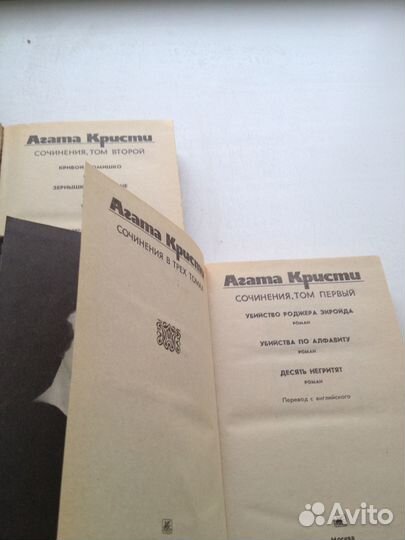 Агата Кристи
СОЧИНЕНИЯ, ТОМ ВТОРОЙ
Агата Кристи
СОЧИНЕНИЯ В ТРЕХ ТОМАХ
Агата Кристи
СОЧИНЕНИЯ, ТОМ ПЕРВЫЙ
УБИЙСТВО РОДЖЕРА ЭКРОЙДА
РОМАН
УБИЙСТВА ПО АЛФАВИТУ
РОМАН
ДЕСЯТЬ НЕГРИТЯТ
РОМАН
Перевод с английского
Москва
Avito